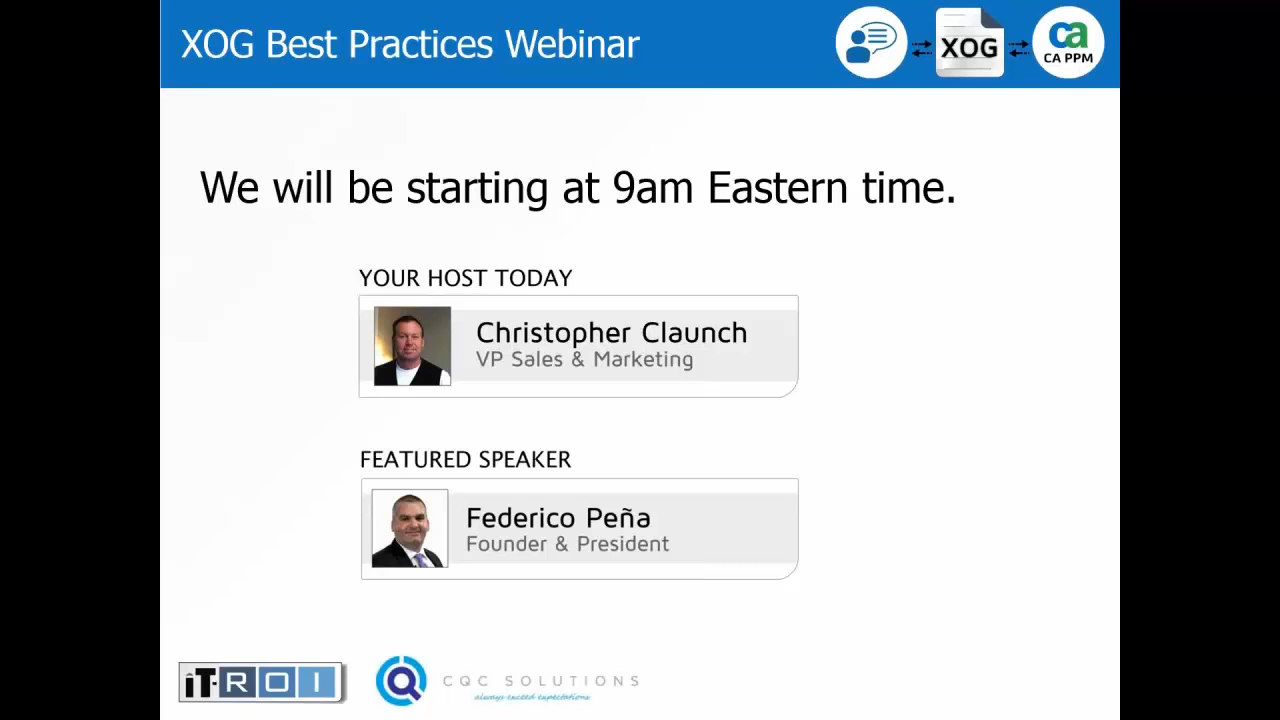 XOG Best Practices Webinar
XOG
ca
CA PPM
We will be starting at 9am Eastern time.
YOUR HOST TODAY
Christopher Claunch
VP Sales & Marketing
FEATURED SPEAKER
Federico Peña
Founder & President
iT-ROI
CQC SOLUTIONS
always exceed expectations